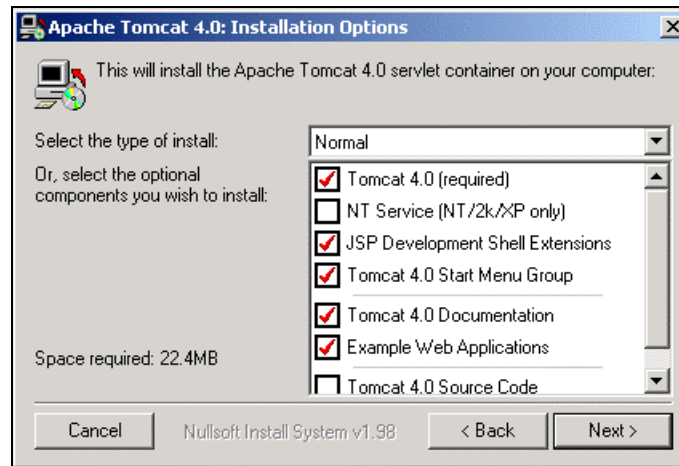 Apache Tomcat 4.0: Installation Options
This will install the Apache Tomcat 4.0 servlet container on your computer:
Select the type of install:
Normal
Or, select the optional
components you wish to install:
Tomcat 4.0 (required)
NT Service (NT/2k/XP only)
JSP Development Shell Extensions
Tomcat 4.0 Start Menu Group
Tomcat 4.0 Documentation
Example Web Applications
Tomcat 4.0 Source Code
Space required: 22.4MB
Cancel
Nullsoft Install System v1.98
< Back
Next >